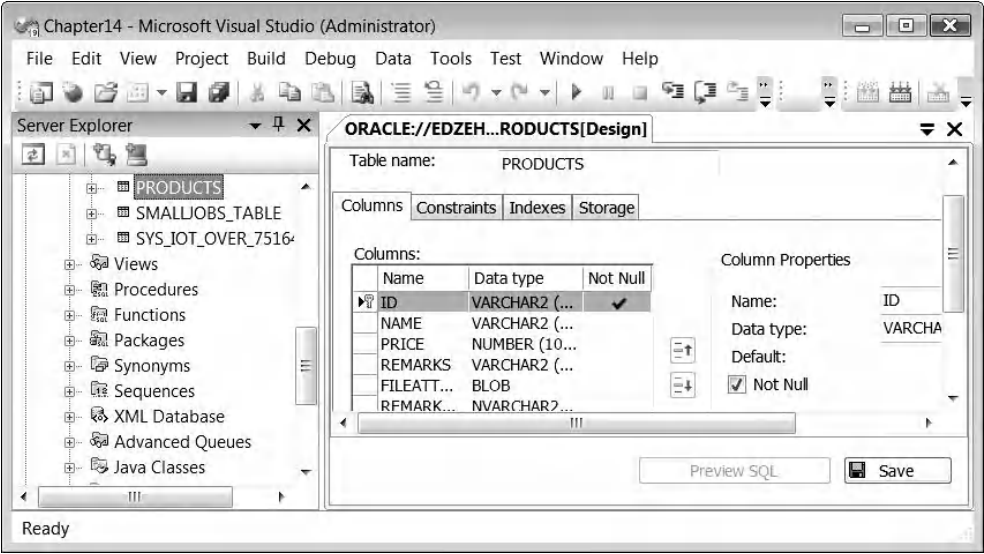 Chapter14 - Microsoft Visual Studio (Administrator)
File Edit View Project Build Debug Data Tools Test Window Help
Server Explorer
PRODUCTS
SMALLJOBS_TABLE
SYS_IOT_OVER_7516
Views
Procedures
Functions
Packages
Synonyms
Sequences
XML Database
Advanced Queues
Java Classes
ORACLE://EDZEH...RODUCTS[Design]
Table name: PRODUCTS
Columns Constraints Indexes Storage
Columns:
Name Data type Not Null
ID VARCHAR2 (...
NAME VARCHAR2 (...
PRICE NUMBER (10...
REMARKS VARCHAR2 (...
FILEATT... BLOB
REMARK... NVARCHAR2...
Column Properties
Name: ID
Data type: VARCHA
Default:
Not Null
Preview SQL Save
Ready